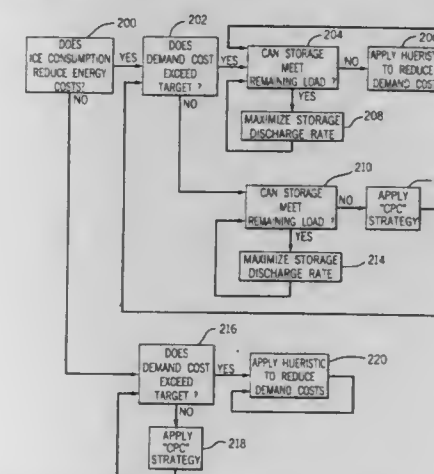 200
DOES
ICE CONSUMPTION
REDUCE ENERGY
COSTS?
YES
NO
202
DOES
DEMAND COST
EXCEED
TARGET ?
YES
NO
204
CAN STORAGE
MEET
REMAINING LOAD ?
NO
YES
APPLY HUERISTIC
TO REDUCE
DEMAND COST
MAXIMIZE STORAGE
DISCHARGE RATE
208
210
CAN STORAGE
MEET
REMAINING LOAD ?
NO
YES
APPLY
"CPC"
STRATEGY
MAXIMIZE STORAGE
DISCHARGE RATE
214
216
DOES
DEMAND COST
EXCEED
TARGET ?
YES
NO
220
APPLY HUERISTIC
TO REDUCE
DEMAND COSTS
APPLY
"CPC"
STRATEGY
218